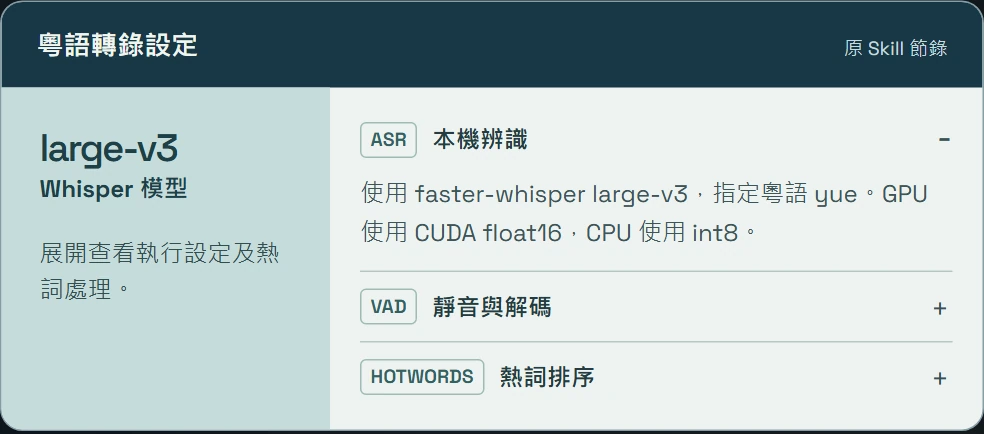 粵語轉錄設定
原 Skill 節錄
large-v3
Whisper 模型
展開查看執行設定及熱
詞處理。
ASR 本機辨識 −
使用 faster-whisper large-v3，指定粵語 yue。GPU
使用 CUDA float16，CPU 使用 int8。
VAD 靜音與解碼 +
HOTWORDS 熱詞排序 +